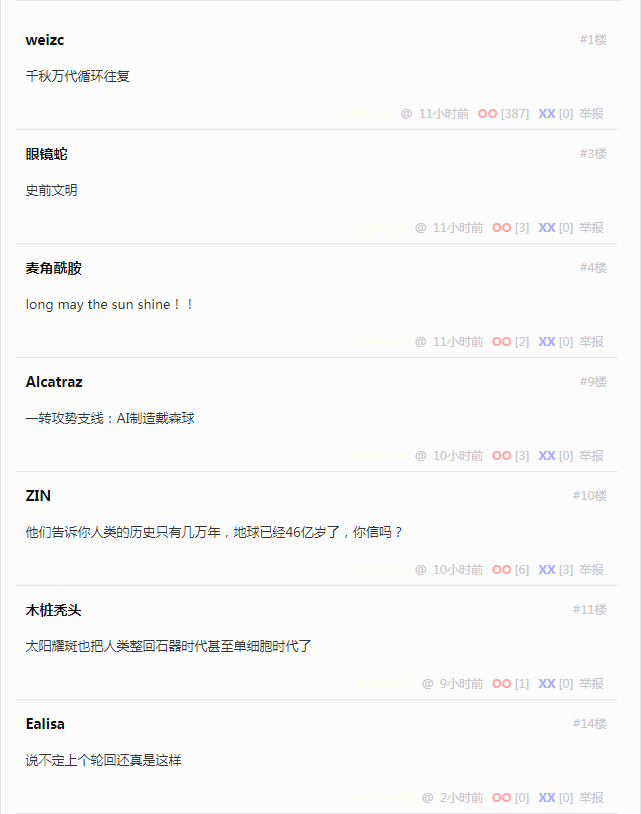 weizc #1楼
千秋万代循环往复
@ 11小时前 OO [387] XX [0] 举报
眼镜蛇 #3楼
史前文明
@ 11小时前 OO [3] XX [0] 举报
麦角酰胺 #4楼
long may the sun shine！！
@ 11小时前 OO [2] XX [0] 举报
Alcatraz #9楼
一转攻势支线：AI制造戴森球
@ 10小时前 OO [3] XX [0] 举报
ZIN #10楼
他们告诉你人类的历史只有几万年，地球已经46亿岁了，你信吗？
@ 10小时前 OO [6] XX [3] 举报
木桩秃头 #11楼
太阳耀斑也把人类整回石器时代甚至单细胞时代了
@ 9小时前 OO [1] XX [0] 举报
Ealisa #14楼
说不定上个轮回还真是这样
@ 2小时前 OO [0] XX [0] 举报